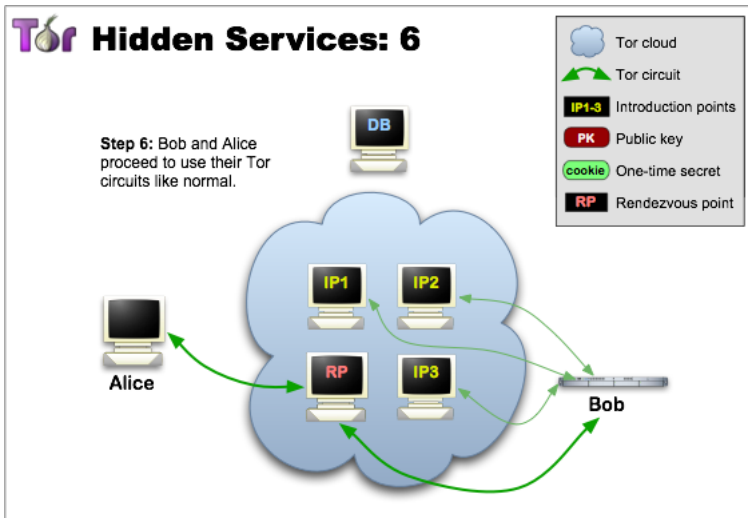 Tor Hidden Services: 6
Tor cloud
Tor circuit
IP1-3 Introduction points
PK Public key
cookie One-time secret
RP Rendezvous point
DB
Step 6: Bob and Alice
proceed to use their Tor
circuits like normal.
IP1 IP2
Alice
RP IP3
Bob